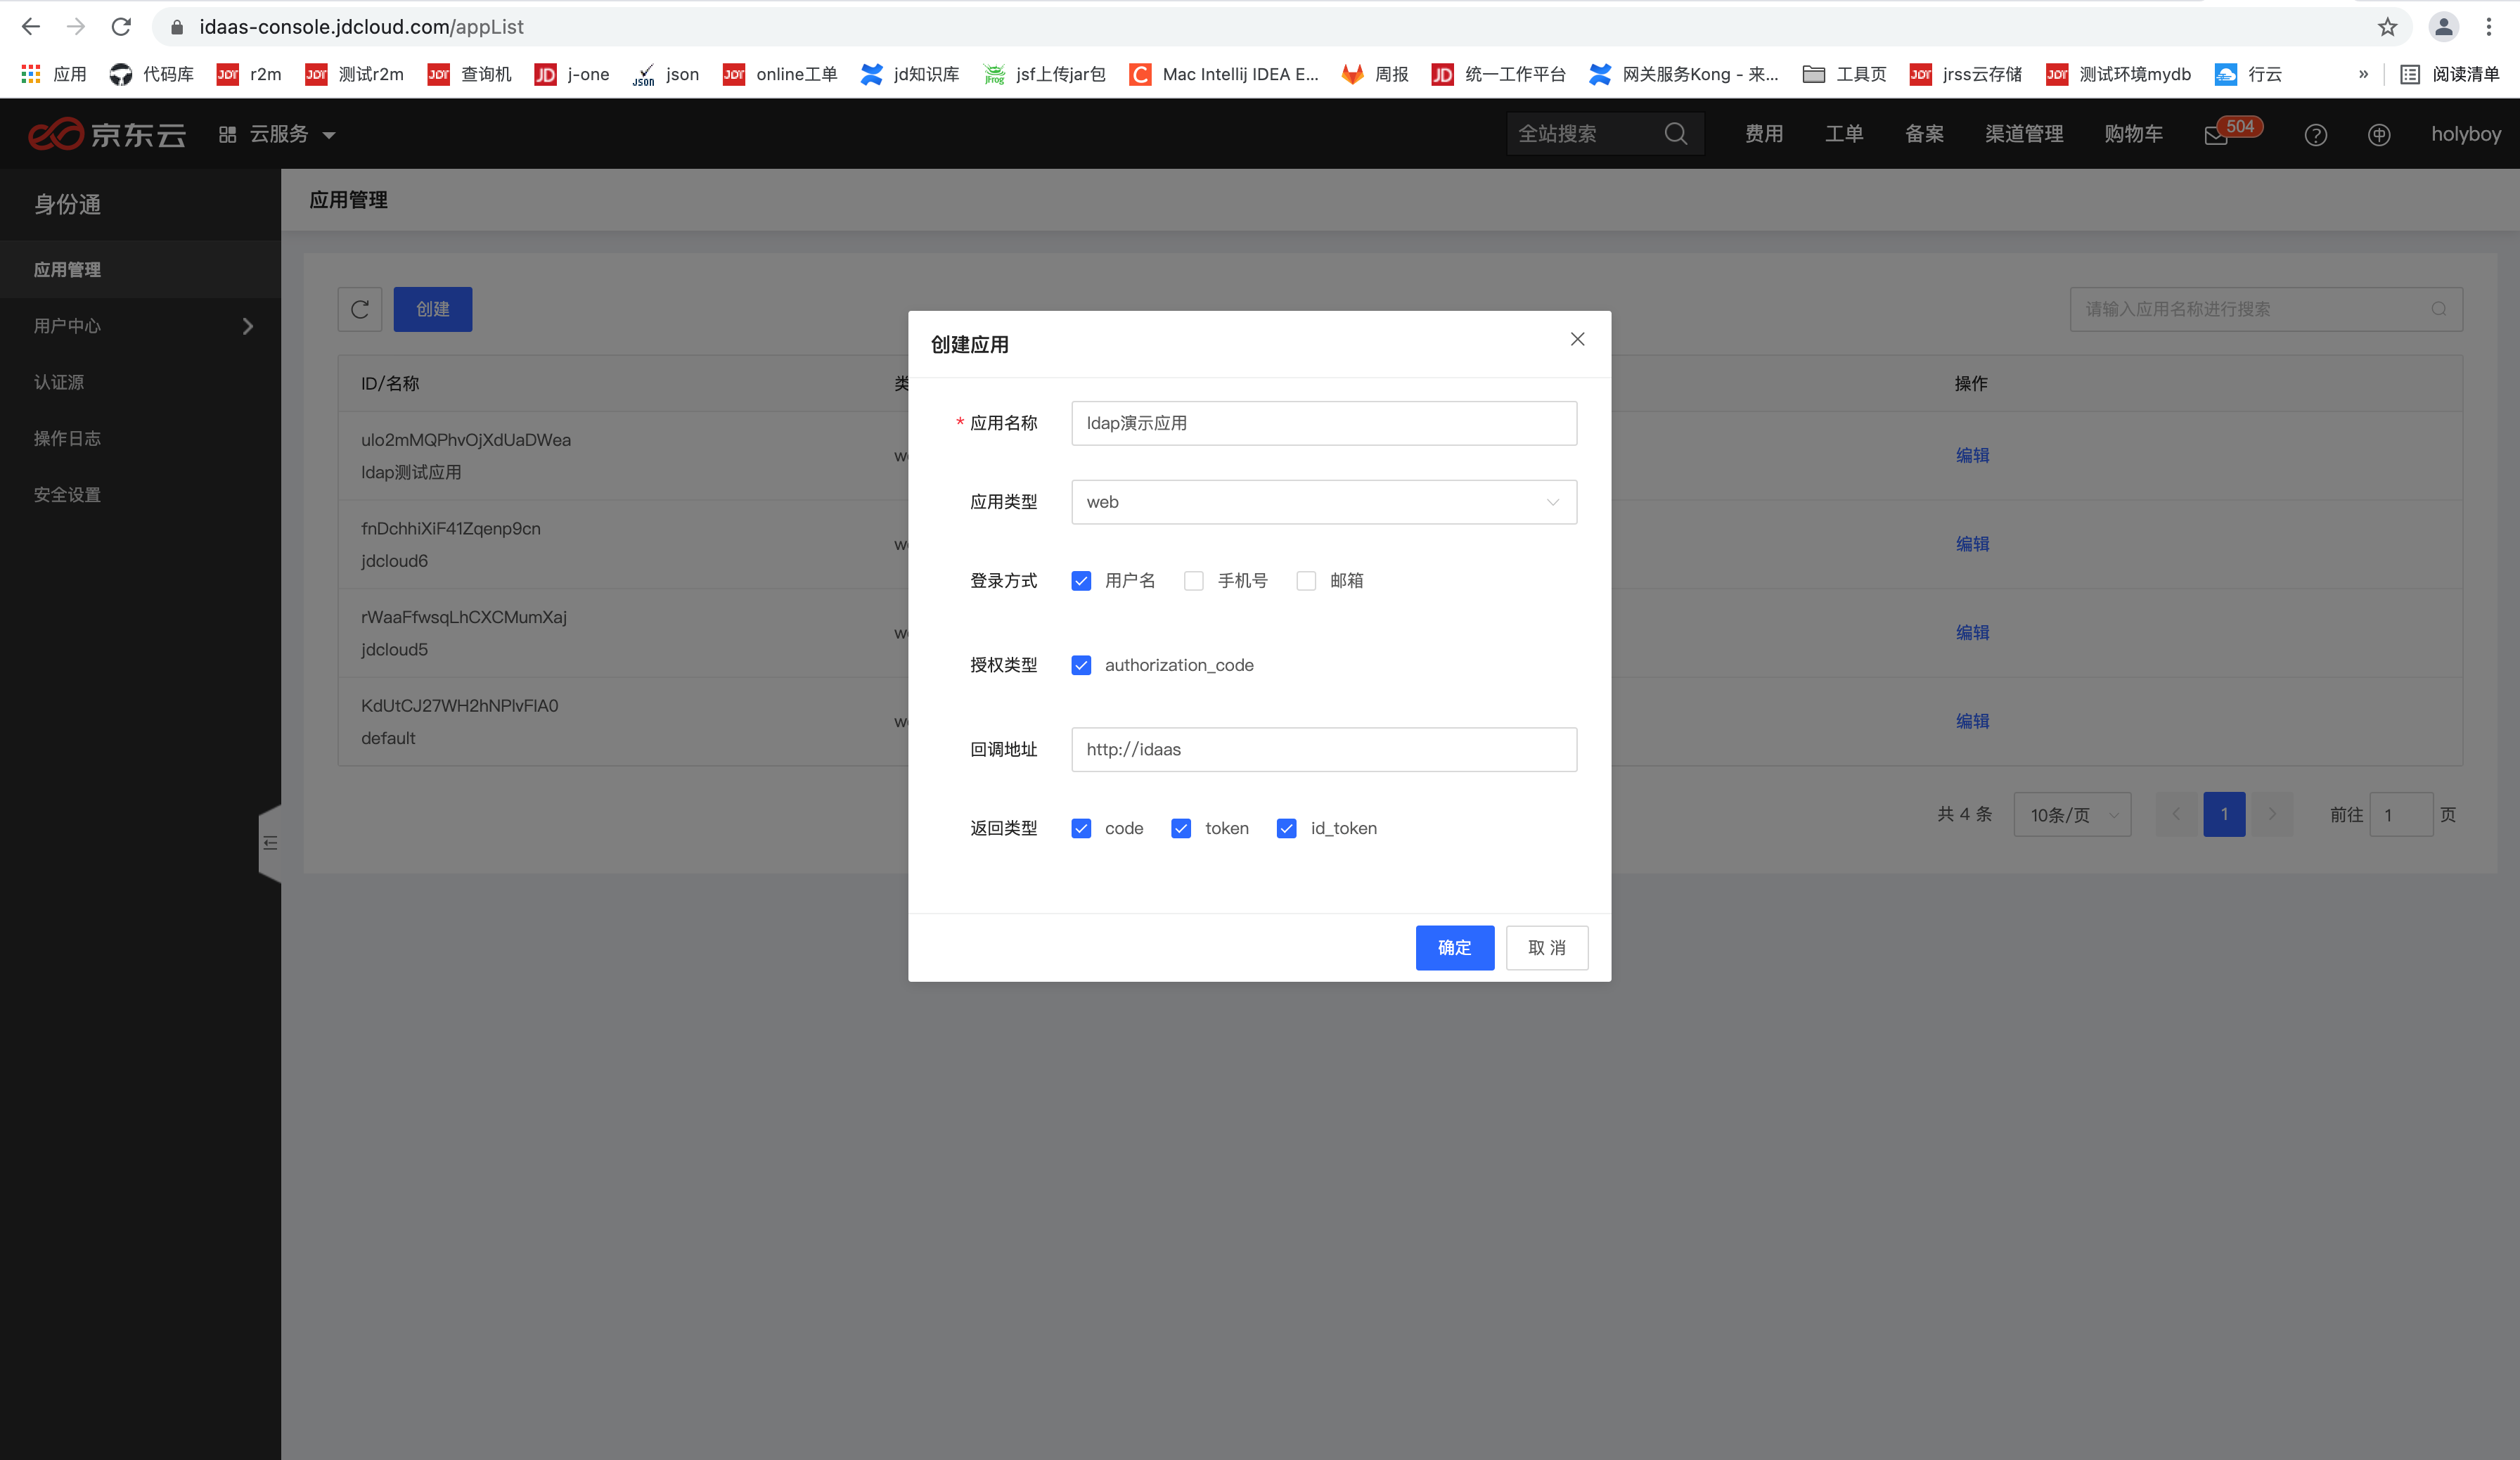 idaas-console.jdcloud.com/appList
应用 代码库 r2m 测试r2m 查询机 j-one json online工单 jd知识库 jsf上传jar包 Mac Intellij IDEA E... 周报 统一工作平台 网关服务Kong - 来... 工具页 jrss云存储 测试环境mydb 行云 » 阅读清单
京东云 云服务 全站搜索 费用 工单 备案 渠道管理 购物车 504 holyboy
身份通
应用管理
用户中心
认证源
操作日志
安全设置
应用管理
创建
请输入应用名称进行搜索
ID/名称 操作
ulo2mMQPhvOjXdUaDWea
ldap测试应用
编辑
fnDchhiXiF41Zqenp9cn
jdcloud6
编辑
rWaaFfwsqLhCXCMumXaj
jdcloud5
编辑
KdUtCJ27WH2hNPlvFlA0
default
编辑
共 4 条 10条/页 1 前往 1 页
创建应用
* 应用名称 ldap演示应用
应用类型 web
登录方式 用户名 手机号 邮箱
授权类型 authorization_code
回调地址 http://idaas
返回类型 code token id_token
确定 取 消